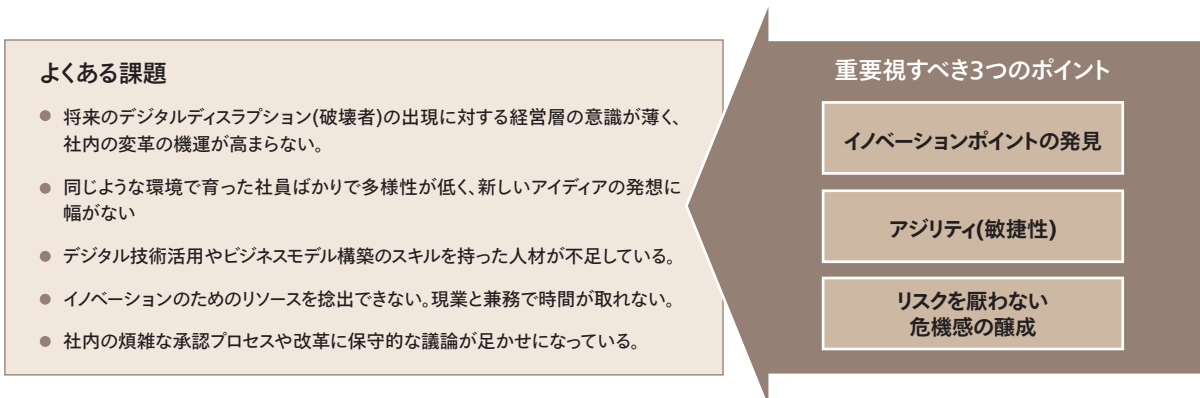 よくある課題
● 将来のデジタルディスラプション(破壊者)の出現に対する経営層の意識が薄く、
社内の変革の機運が高まらない。
● 同じような環境で育った社員ばかりで多様性が低く、新しいアイディアの発想に
幅がない
● デジタル技術活用やビジネスモデル構築のスキルを持った人材が不足している。
● イノベーションのためのリソースを捻出できない。現業と兼務で時間が取れない。
● 社内の煩雑な承認プロセスや改革に保守的な議論が足かせになっている。
重要視すべき3つのポイント
イノベーションポイントの発見
アジリティ(敏捷性)
リスクを厭わない
危機感の醸成